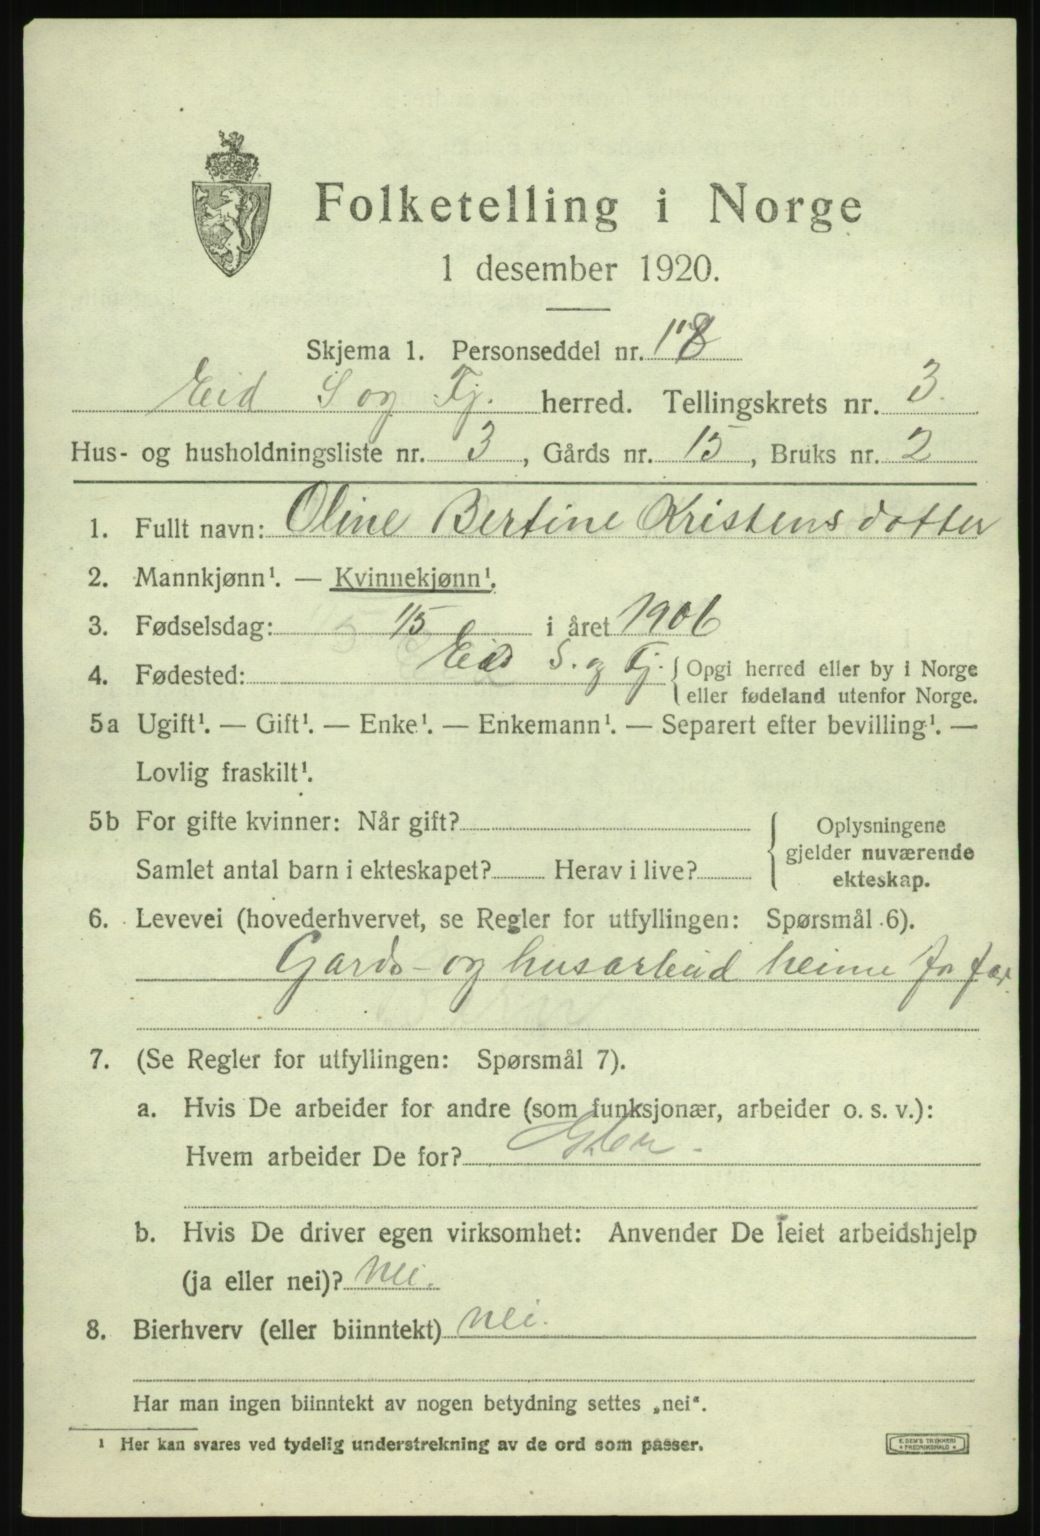 Folketelling i Norge
1 desember 1920.
Skjema 1. Personseddel nr. 18
Eid S og Fj. herred. Tellingskrets nr. 3.
Hus- og husholdningsliste nr. 3, Gårds nr. 15, Bruks nr. 2
1. Fullt navn: Oline Bertine Kristensdotter
2. Mannkjønn¹. — Kvinnekjønn¹.
3. Fødselsdag: 1/5 i året 1906
4. Fødested: Eid S. og Fj. { Opgi herred eller by i Norge
eller fødeland utenfor Norge.
5a Ugift¹. — Gift¹. — Enke¹. — Enkemann¹. — Separert efter bevilling¹. —
Lovlig fraskilt¹.
5b For gifte kvinner: Når gift?
Samlet antal barn i ekteskapet? Herav i live?
{ Oplysningene
gjelder nuværende
ekteskap.
6. Levevei (hovederhvervet, se Regler for utfyllingen: Spørsmål 6).
Gards- og husarbeid heime for far.
7. (Se Regler for utfyllingen: Spørsmål 7).
a. Hvis De arbeider for andre (som funksjonær, arbeider o. s. v.):
Hvem arbeider De for?
b. Hvis De driver egen virksomhet: Anvender De leiet arbeidshjelp
(ja eller nei)? Nei.
8. Bierhverv (eller biinntekt) nei.
Har man ingen biinntekt av nogen betydning settes „nei“.
¹ Her kan svares ved tydelig understrekning av de ord som passer.
E. SEM'S TRYKKERI
• FREDRIKSHALD •